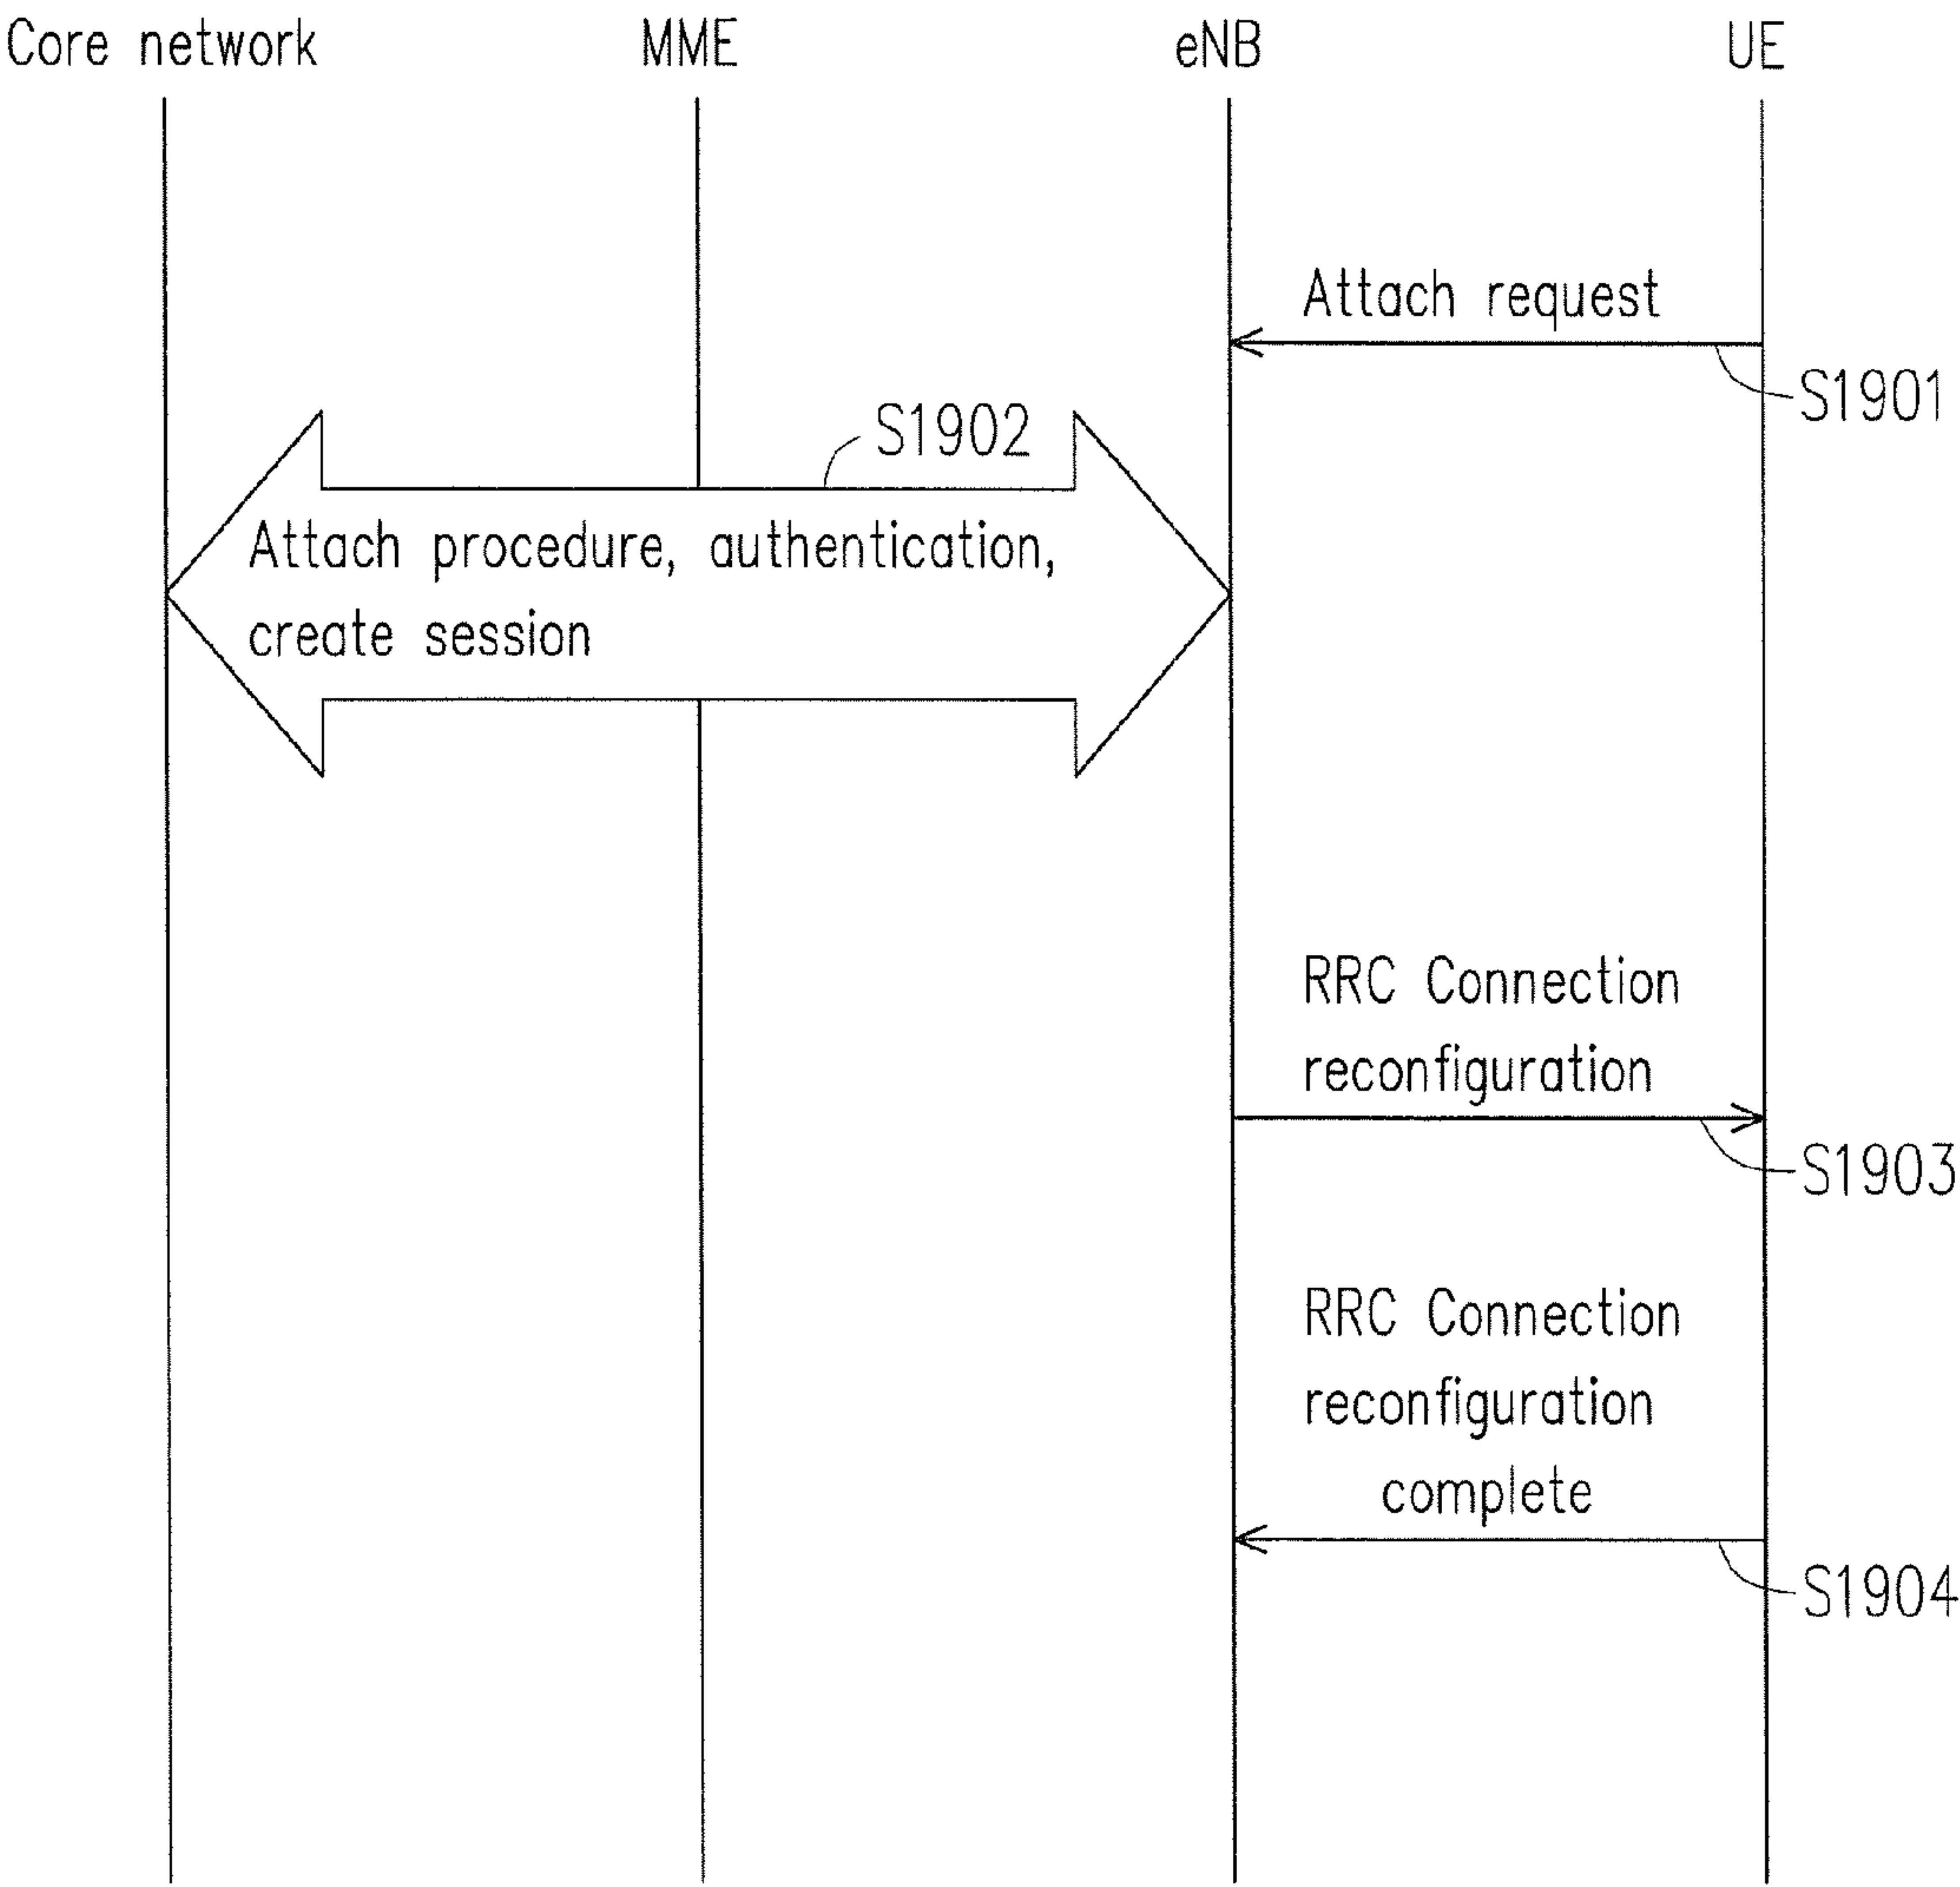 Core network MME eNB UE
Attach request
S1901
S1902
Attach procedure, authentication,
create session
RRC Connection
reconfiguration
S1903
RRC Connection
reconfiguration
complete
S1904